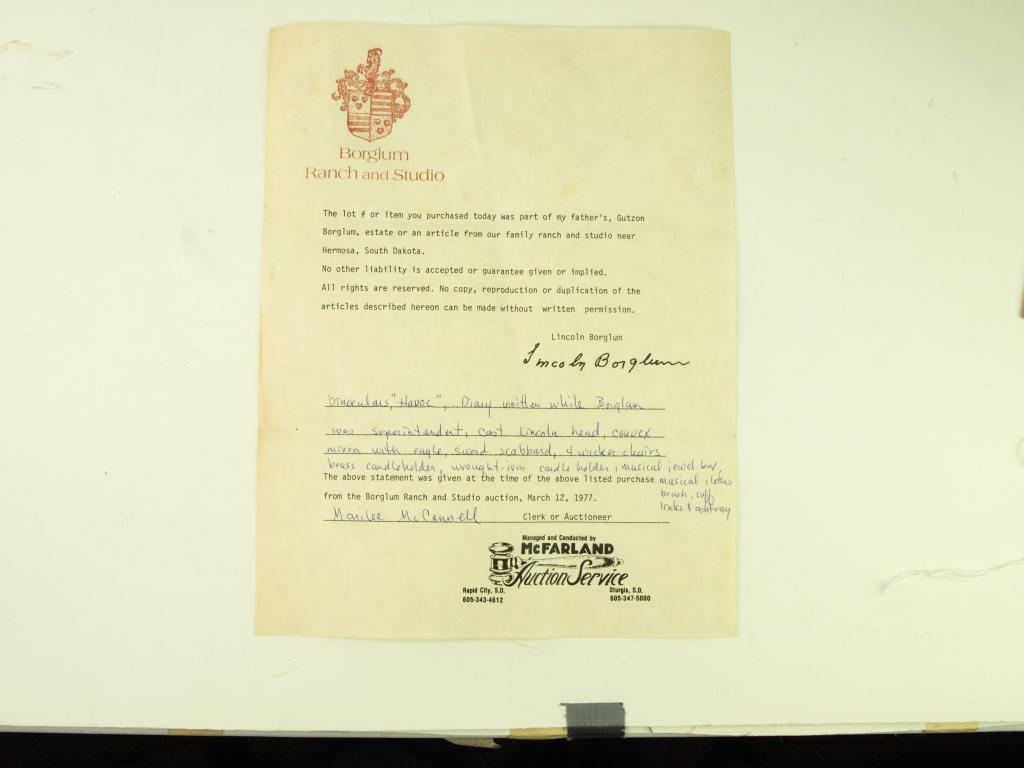 Borglum
Ranch and Studio
The lot # or item you purchased today was part of my father's, Gutzon
Borglum, estate or an article from our family ranch and studio near
Hermosa, South Dakota.
No other liability is accepted or guarantee given or implied.
All rights are reserved. No copy, reproduction or duplication of the
articles described hereon can be made without written permission.
Lincoln Borglum
Lincoln Borglum
binoculars, "Havoc", Diary written while Borglum
was superintendent, cast Lincoln head, convex
mirror with eagle, sword scabbard, 4 wicker chairs
brass candleholder, wrought-iron candle holder, musical jewel box,
musical clothes
brush, cuff
links & ashtray
The above statement was given at the time of the above listed purchase
from the Borglum Ranch and Studio auction, March 12, 1977.
Marilee McConnell Clerk or Auctioneer
Managed and Conducted by
McFARLAND
Auction Service
Rapid City, S.D. Sturgis, S.D.
605-343-4612 605-347-5000